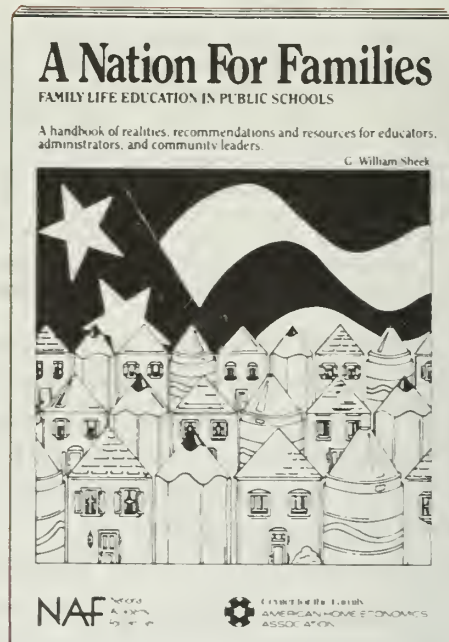 A Nation For Families
FAMILY LIFE EDUCATION IN PUBLIC SCHOOLS
A handbook of realities, recommendations and resources for educators,
administrators, and community leaders.
G. William Sheek
NAF
AMERICAN HOME ECONOMICS
ASSOCIATION